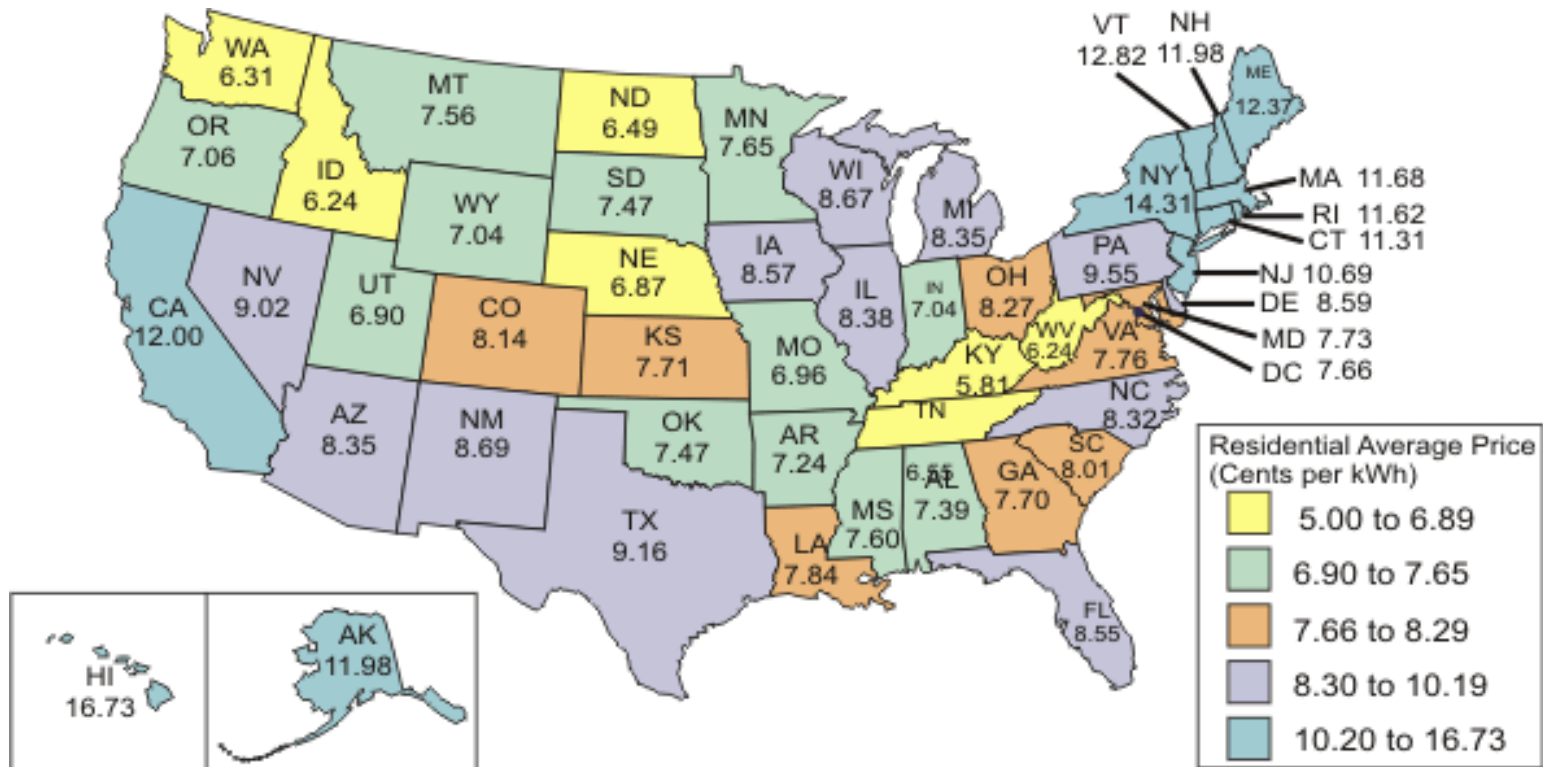 VT
12.82
NH
11.98
ME
12.37
WA
6.31
MT
7.56
ND
6.49
MN
7.65
OR
7.06
ID
6.24
SD
7.47
WI
8.67
NY
14.31
MA 11.68
WY
7.04
MI
8.35
RI 11.62
CT 11.31
IA
8.57
PA
9.55
NE
6.87
NV
9.02
UT
6.90
IL
8.38
IN
7.04
OH
8.27
NJ 10.69
DE 8.59
CA
12.00
CO
8.14
KS
7.71
MO
6.96
WV
6.24
KY
5.81
VA
7.76
MD 7.73
DC 7.66
AZ
8.35
NM
8.69
OK
7.47
AR
7.24
TN
6.55
NC
8.32
SC
8.01
MS
7.60
AL
7.39
GA
7.70
TX
9.16
LA
7.84
FL
8.55
HI
16.73
AK
11.98
Residential Average Price
(Cents per kWh)
5.00 to 6.89
6.90 to 7.65
7.66 to 8.29
8.30 to 10.19
10.20 to 16.73